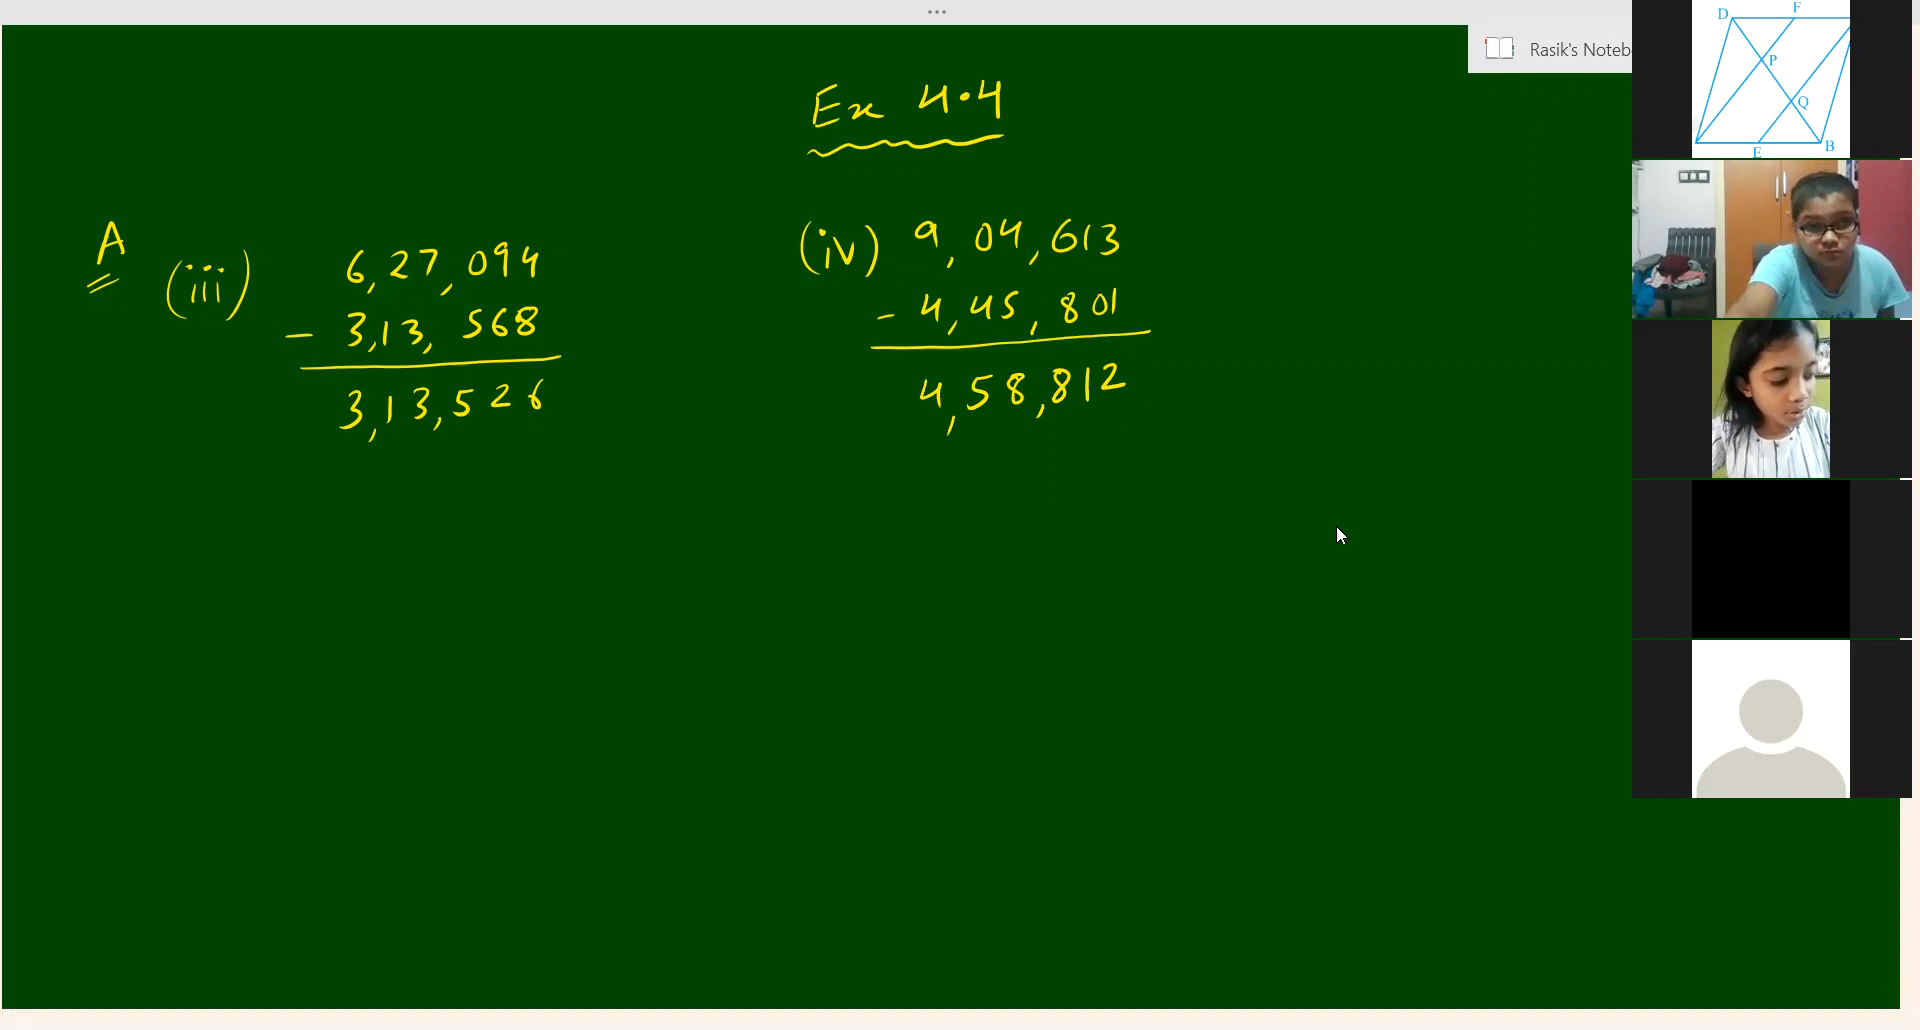 Rasik's Noteb
Ex 4.4
A
(iii) 6,27,094
- 3,13,568
3,13,526
(iv) 9,04,613
- 4,45,801
4,58,812
D F
P
Q
E B